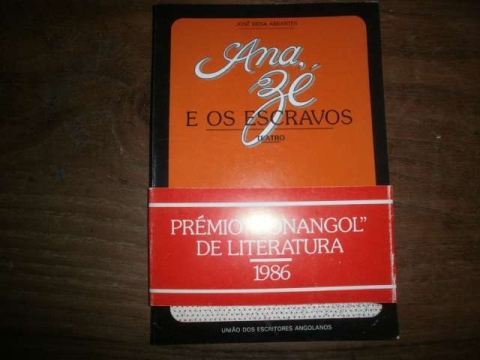 JOSÉ MENA ABRANTES
Ana,
Zé
E OS ESCRAVOS
TEATRO
PRÉMIO "SONANGOL"
DE LITERATURA
1986
UNIÃO DOS ESCRITORES ANGOLANOS